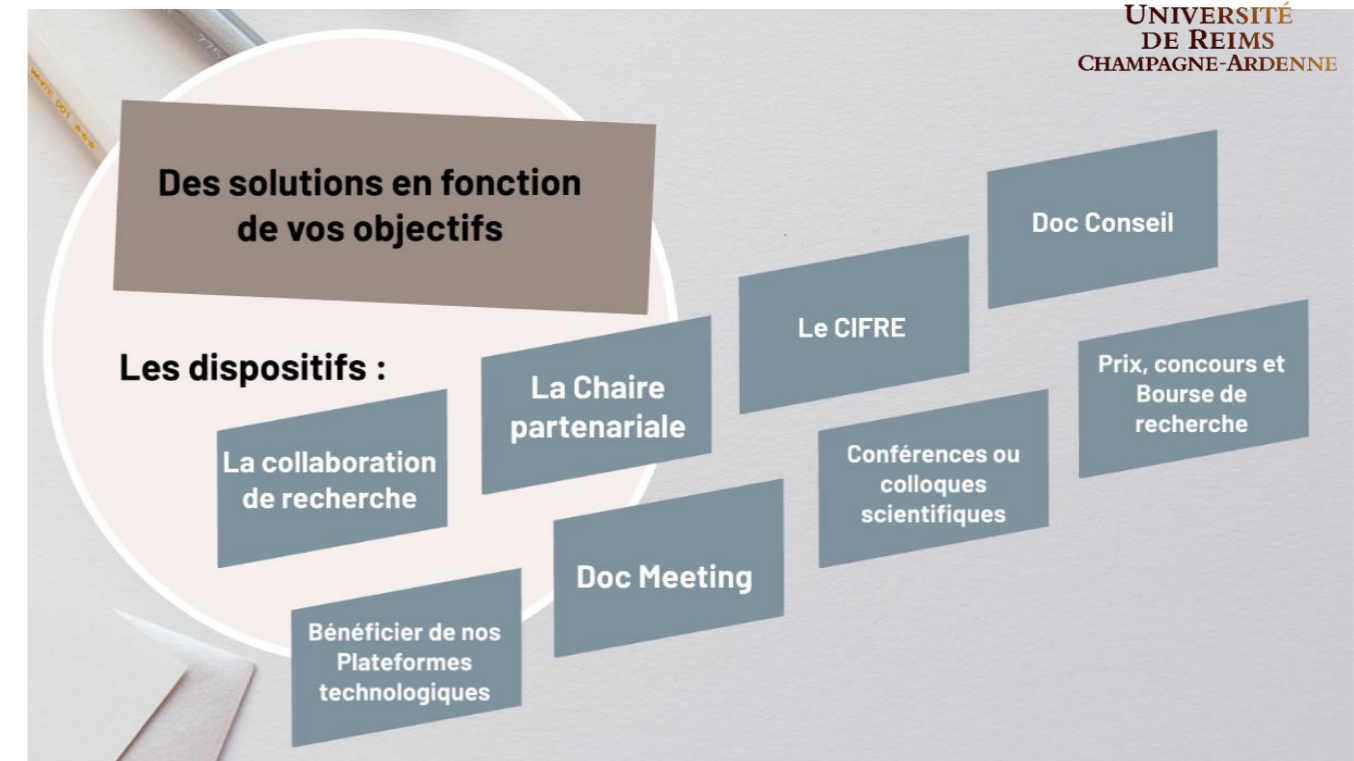 UNIVERSITÉ
DE REIMS
CHAMPAGNE-ARDENNE
Des solutions en fonction
de vos objectifs
Les dispositifs :
La collaboration
de recherche
La Chaire
partenariale
Le CIFRE
Doc Conseil
Bénéficier de nos
Plateformes
technologiques
Doc Meeting
Conférences ou
colloques
scientifiques
Prix, concours et
Bourse de
recherche